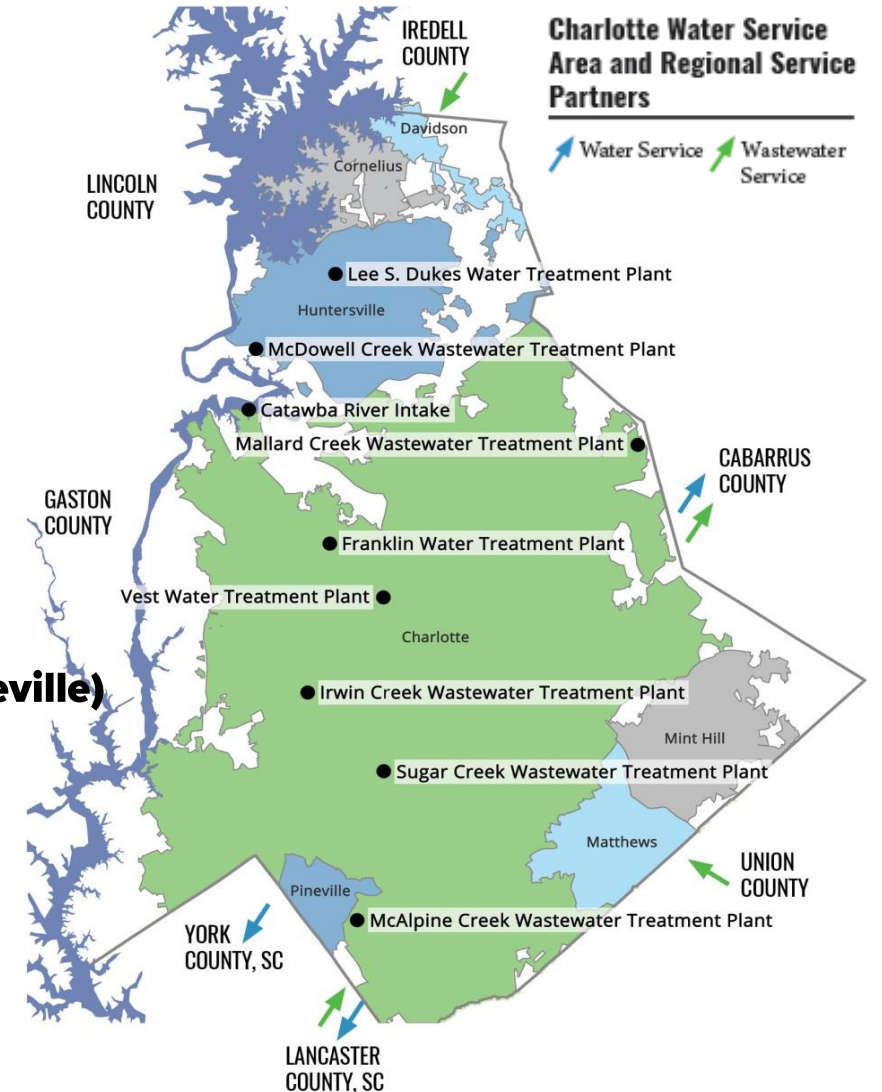 Charlotte Water Service
Area and Regional Service
Partners
Water Service
Wastewater
Service
IREDELL
COUNTY
Davidson
Cornelius
LINCOLN
COUNTY
Lee S. Dukes Water Treatment Plant
Huntersville
McDowell Creek Wastewater Treatment Plant
Catawba River Intake
Mallard Creek Wastewater Treatment Plant
CABARRUS
COUNTY
GASTON
COUNTY
Franklin Water Treatment Plant
Vest Water Treatment Plant
Charlotte
eville)
Irwin Creek Wastewater Treatment Plant
Mint Hill
Sugar Creek Wastewater Treatment Plant
Matthews
UNION
COUNTY
Pineville
McAlpine Creek Wastewater Treatment Plant
YORK
COUNTY, SC
LANCASTER
COUNTY, SC